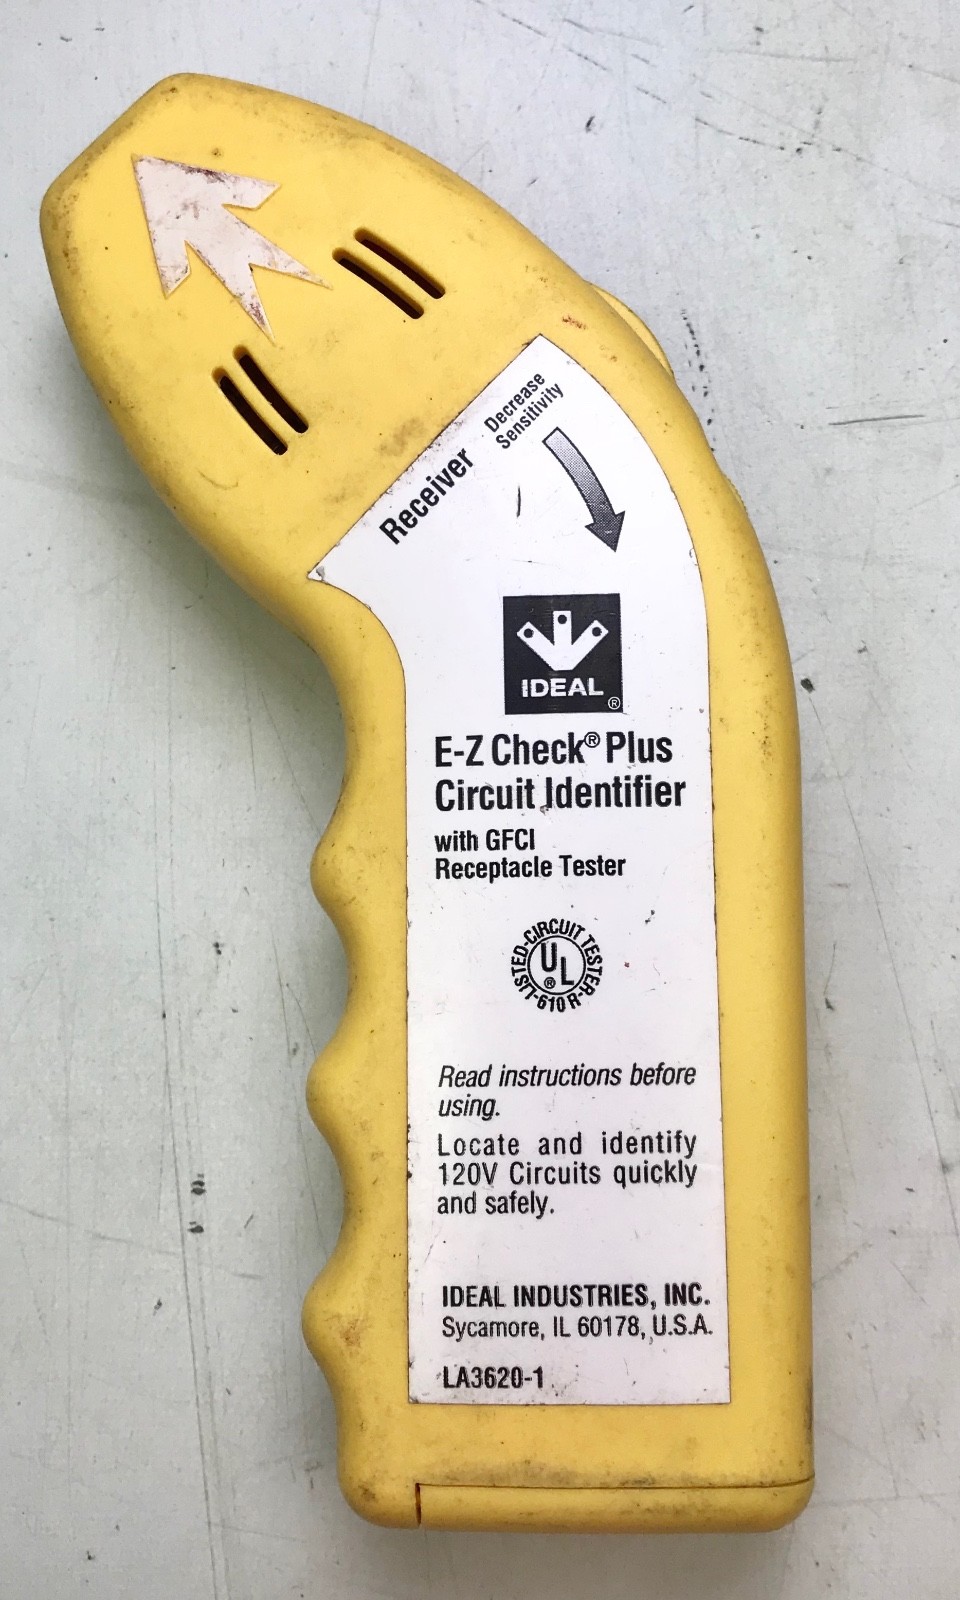 Decrease
Sensitivity
Receiver
IDEAL®
E-Z Check® Plus
Circuit Identifier
with GFCI
Receptacle Tester
LISTED-CIRCUIT TESTER-610 R-
UL®
Read instructions before
using.
Locate and identify
120V Circuits quickly
and safely.
IDEAL INDUSTRIES, INC.
Sycamore, IL 60178, U.S.A.
LA3620-1